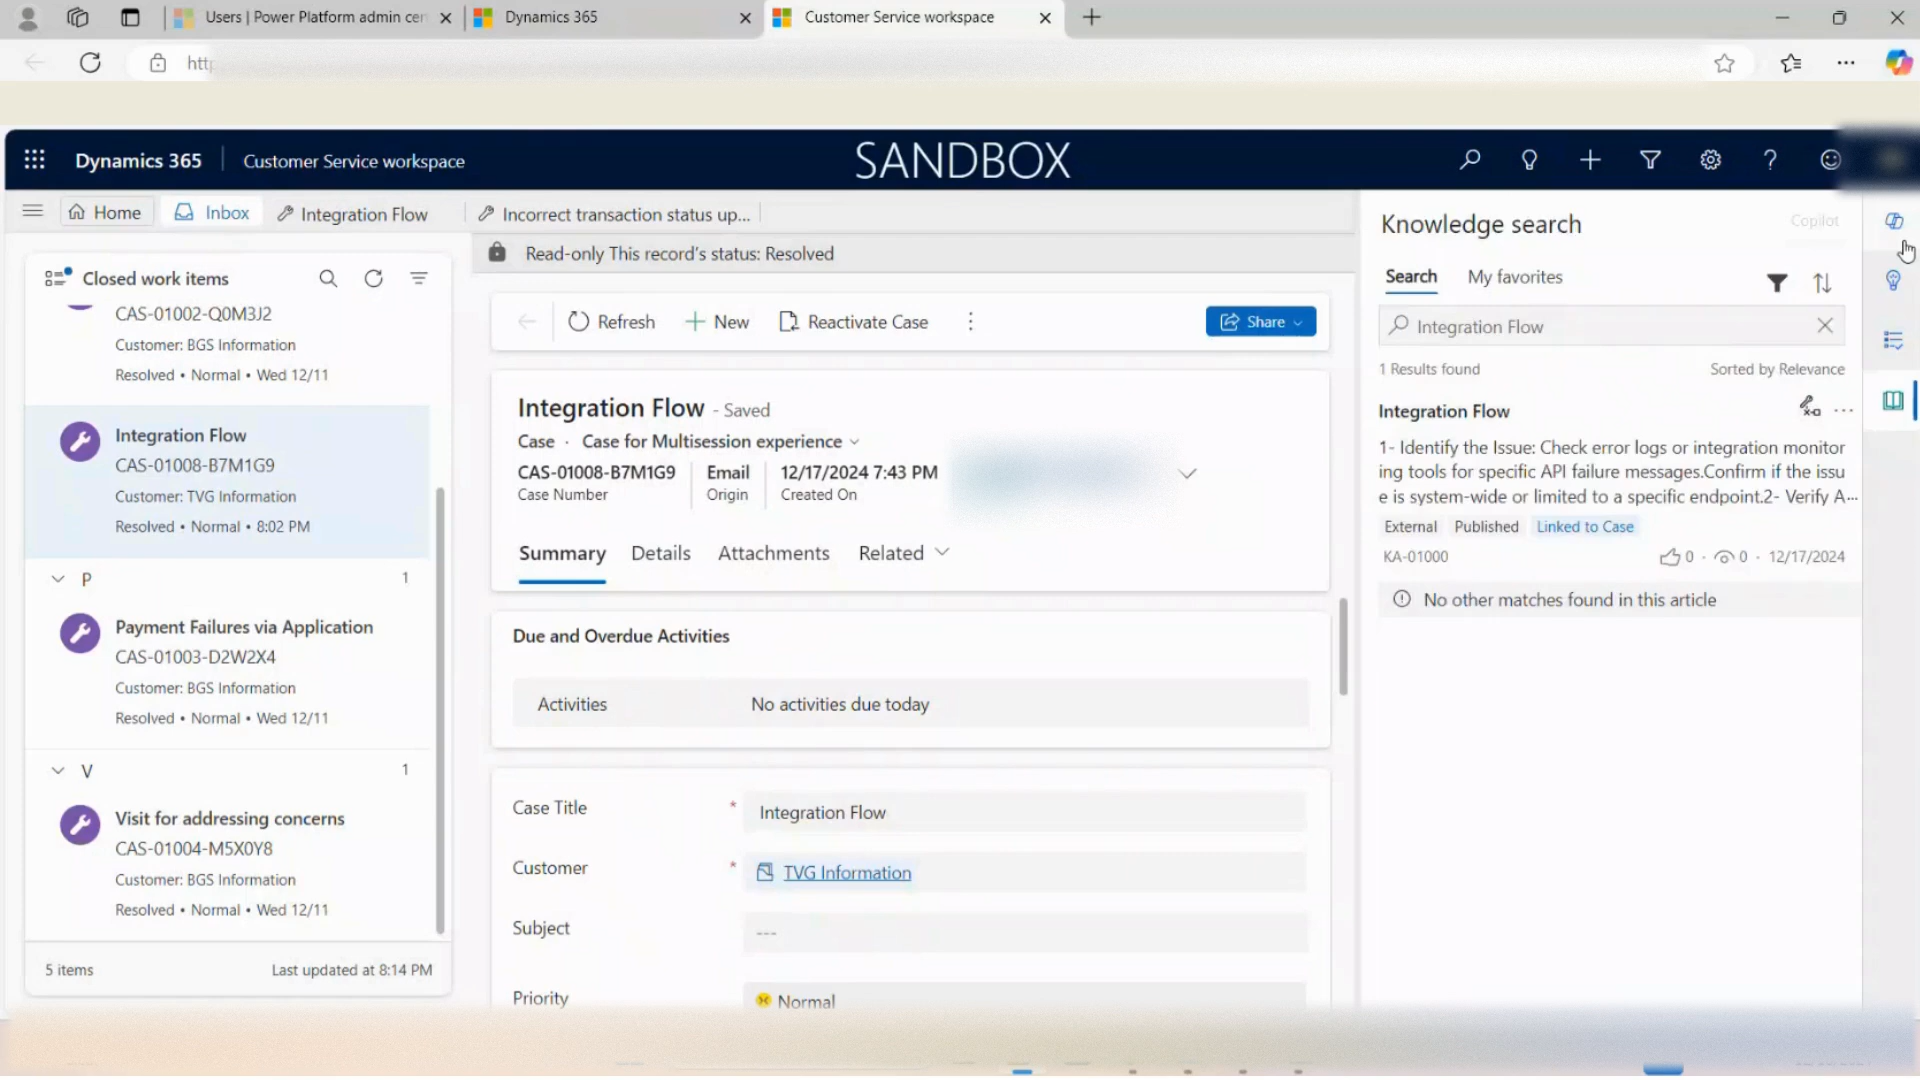 Users | Power Platform admin cen
Dynamics 365
Customer Service workspace
http
Dynamics 365
Customer Service workspace
SANDBOX
Home
Inbox
Integration Flow
Incorrect transaction status up...
Closed work items
CAS-01002-Q0M3J2
Customer: BGS Information
Resolved • Normal • Wed 12/11
Integration Flow
CAS-01008-B7M1G9
Customer: TVG Information
Resolved • Normal • 8:02 PM
P 1
Payment Failures via Application
CAS-01003-D2W2X4
Customer: BGS Information
Resolved • Normal • Wed 12/11
V 1
Visit for addressing concerns
CAS-01004-M5X0Y8
Customer: BGS Information
Resolved • Normal • Wed 12/11
5 items
Last updated at 8:14 PM
Read-only This record's status: Resolved
Refresh
New
Reactivate Case
Share
Integration Flow - Saved
Case · Case for Multisession experience
CAS-01008-B7M1G9
Case Number
Email
Origin
12/17/2024 7:43 PM
Created On
Summary
Details
Attachments
Related
Due and Overdue Activities
Activities
No activities due today
Case Title *
Integration Flow
Customer *
TVG Information
Subject
---
Priority
Normal
Knowledge search
Copilot
Search
My favorites
Integration Flow
1 Results found
Sorted by Relevance
Integration Flow
1- Identify the Issue: Check error logs or integration monitor
ing tools for specific API failure messages.Confirm if the issu
e is system-wide or limited to a specific endpoint.2- Verify A...
External
Published
Linked to Case
KA-01000
0 · 0 · 12/17/2024
No other matches found in this article